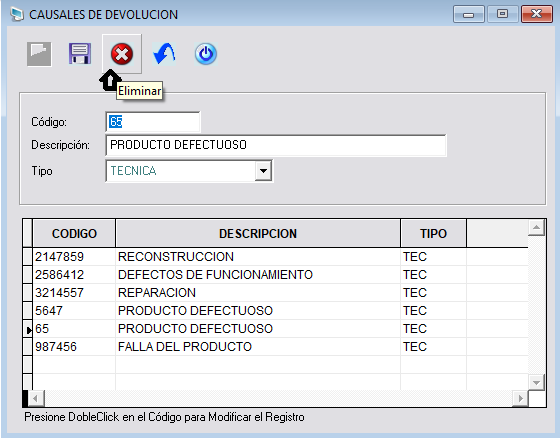 CAUSALES DE DEVOLUCION
Eliminar
Código: 65
Descripción: PRODUCTO DEFECTUOSO
Tipo TECNICA
CODIGO DESCRIPCION TIPO
2147859 RECONSTRUCCION TEC
2586412 DEFECTOS DE FUNCIONAMIENTO TEC
3214557 REPARACION TEC
5647 PRODUCTO DEFECTUOSO TEC
65 PRODUCTO DEFECTUOSO TEC
987456 FALLA DEL PRODUCTO TEC
Presione DobleClick en el Código para Modificar el Registro